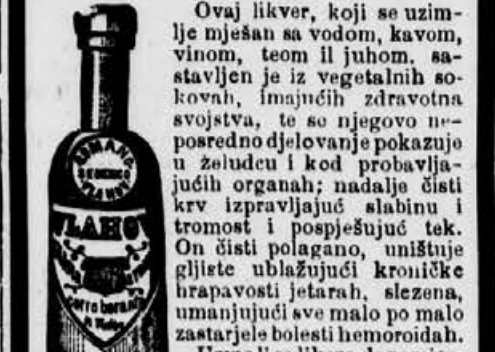 Ovaj likver, koji se uzim-
lje mješan sa vodom, kavom,
vinom, teom il juhom. sa-
stavljen je iz vegetalnih so-
kovah, imajućih zdravotna
svojstva, te se njegovo ne-
posredno djelovanje pokazuje
u želudcu i kod probavlja-
jućih organah; nadalje čisti
krv izpravljajuć slabinu i
tromost i pospješujuć tek.
On čisti polagano, uništuje
gljiste ublažujući kroničke
hrapavosti jetarah, slezena,
umanjujući sve malo po malo
zastarjele bolesti hemoroidah.
ROMANO
VLAHOV
VLAHOV